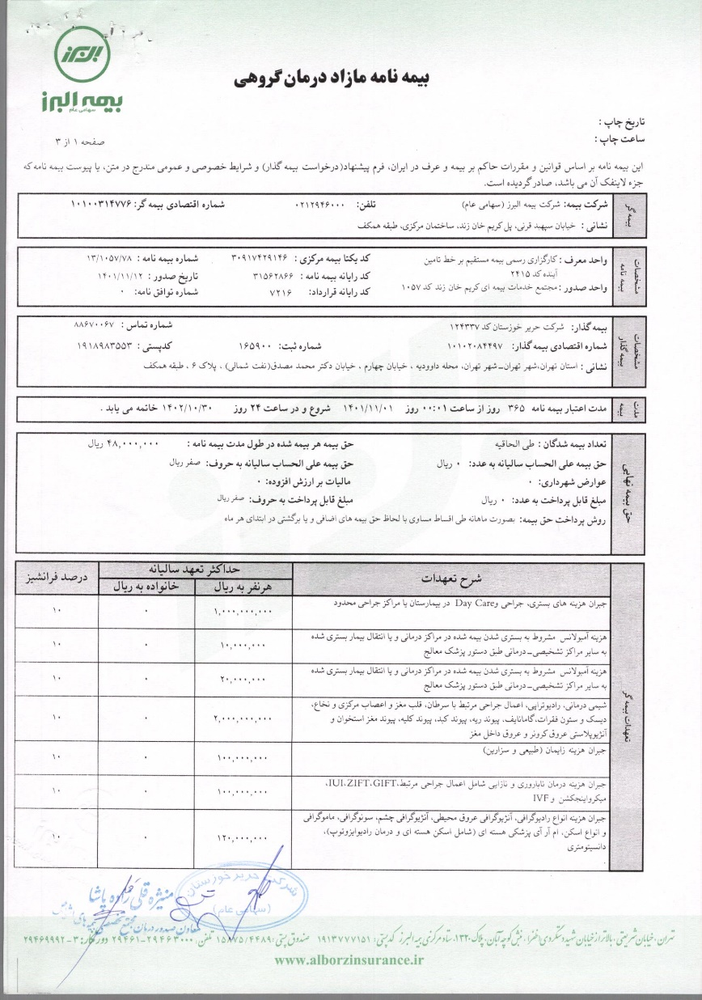 البرز
بیمه البرز
سهامی عام
بیمه نامه مازاد درمان گروهی
تاریخ چاپ :
ساعت چاپ :
صفحه ۱ از ۳
این بیمه نامه بر اساس قوانین و مقررات حاکم بر بیمه و عرف در ایران، فرم پیشنهاد(درخواست بیمه گذار) و شرایط خصوصی و عمومی مندرج در متن، یا پیوست بیمه نامه که
جزء لاینفک آن می باشد، صادر گردیده است.
بیمه گر
شرکت بیمه: شرکت بیمه البرز (سهامی عام) تلفن: ۰۲۱۲۹۴۶۰۰۰ شماره اقتصادی بیمه گر: ۱۰۱۰۰۳۱۴۷۷۶
نشانی : خیابان سپهبد قرنی، پل کریم خان زند، ساختمان مرکزی، طبقه همکف
مشخصات بیمه نامه
واحد معرف : کارگزاری رسمی بیمه مستقیم بر خط تامین کد یکتا بیمه مرکزی : ۳۰۹۱۷۴۲۹۱۴۶ شماره بیمه نامه : ۱۳/۱۰۵۷/۷۸
آینده کد ۲۴۱۵ کد رایانه بیمه نامه : ۳۱۵۶۲۸۶۶ تاریخ صدور : ۱۴۰۱/۱۱/۱۲
واحد صدور : مجتمع خدمات بیمه ای کریم خان زند کد ۱۰۵۷ کد رایانه قرارداد: ۷۲۱۶ شماره توافق نامه: ۰
مشخصات بیمه گذار
بیمه گذار: شرکت حریر خوزستان کد ۱۲۴۳۳۷ شماره تماس : ۸۸۶۷۰۰۶۷
شماره اقتصادی بیمه گذار: ۱۰۱۰۲۰۸۴۴۹۷ شماره ثبت: ۱۶۵۹۰۰ کدپستی : ۱۹۱۸۹۸۳۵۵۳
نشانی : استان تهران،شهر تهران–شهر تهران، محله داوودیه ، خیابان چهارم ، خیابان دکتر محمد مصدق(نفت شمالی) ، پلاک ۶ ، طبقه همکف
مدت بیمه
مدت اعتبار بیمه نامه ۳۶۵ روز از ساعت ۰۰:۰۱ روز ۱۴۰۱/۱۱/۰۱ شروع و در ساعت ۲۴ روز ۱۴۰۲/۱۰/۳۰ خاتمه می یابد .
حق بیمه نهایی
تعداد بیمه شدگان : طی الحاقیه حق بیمه هر بیمه شده در طول مدت بیمه نامه : ۴۸,۰۰۰,۰۰۰ ریال
حق بیمه علی الحساب سالیانه به عدد: ۰ ریال حق بیمه علی الحساب سالیانه به حروف: صفر ریال
عوارض شهرداری: ۰ مالیات بر ارزش افزوده: ۰
مبلغ قابل پرداخت به عدد: ۰ ریال مبلغ قابل پرداخت به حروف: صفر ریال
روش پرداخت حق بیمه: بصورت ماهانه طی اقساط مساوی با لحاظ حق بیمه های اضافی و یا برگشتی در ابتدای هر ماه
تعهدات بیمه گر
شرح تعهدات حداکثر تعهد سالیانه درصد فرانشیز
هرنفر به ریال خانواده به ریال
جبران هزینه های بستری، جراحی و Day Care در بیمارستان یا مراکز جراحی محدود ۱,۰۰۰,۰۰۰,۰۰۰ ۰ ۱۰
هزینه آمبولانس مشروط به بستری شدن بیمه شده در مراکز درمانی و یا انتقال بیمار بستری شده
به سایر مراکز تشخیصی–درمانی طبق دستور پزشک معالج ۱۰,۰۰۰,۰۰۰ ۰ ۱۰
هزینه آمبولانس مشروط به بستری شدن بیمه شده در مراکز درمانی و یا انتقال بیمار بستری شده
به سایر مراکز تشخیصی–درمانی طبق دستور پزشک معالج ۲۰,۰۰۰,۰۰۰ ۰ ۱۰
شیمی درمانی، رادیوتراپی، اعمال جراحی مرتبط با سرطان، قلب مغز و اعصاب مرکزی و نخاع،
دیسک و ستون فقرات،گامانایف، پیوند ریه، پیوند کبد، پیوند کلیه، پیوند مغز استخوان و
آنژیوپلاستی عروق کرونر و عروق داخل مغز ۲,۰۰۰,۰۰۰,۰۰۰ ۰ ۱۰
جبران هزینه زایمان (طبیعی و سزارین) ۱۰۰,۰۰۰,۰۰۰ ۰ ۱۰
جبران هزینه درمان ناباروری و نازایی شامل اعمال جراحی مرتبط،IUI،ZIFT،GIFT،
میکرواینجکشن و IVF ۱۰۰,۰۰۰,۰۰۰ ۰ ۱۰
جبران هزینه انواع رادیوگرافی، آنژیوگرافی عروق محیطی، آنژیوگرافی چشم، سونوگرافی، ماموگرافی
و انواع اسکن، ام آر آی پزشکی هسته ای (شامل اسکن هسته ای و درمان رادیوایزوتوپ)،
دانسیتومتری ۱۲۰,۰۰۰,۰۰۰ ۰ ۱۰
شرکت حریر خوزستان
(سهامی عام)
منیژه قلی زاده پاشا
معاون صدور درمان مجتمع تخصصی بیمه های اشخاص
تهران، خیابان شریعتی، بالاتر از خیابان شهید دستگردی (ظفر)، نبش کوچه آبان، پلاک ۱۳۲۰، ستاد مرکزی بیمه البرز کدپستی: ۱۹۱۳۷۷۷۱۵۱ صندوق پستی: ۱۵۸۷۵/۴۴۸۹ تلفن: ۲۹۴۶۳۰۰۰-۲۹۴۶۱ دورنگار: ۳-۲۹۴۶۹۹۹۲
www.alborzinsurance.ir